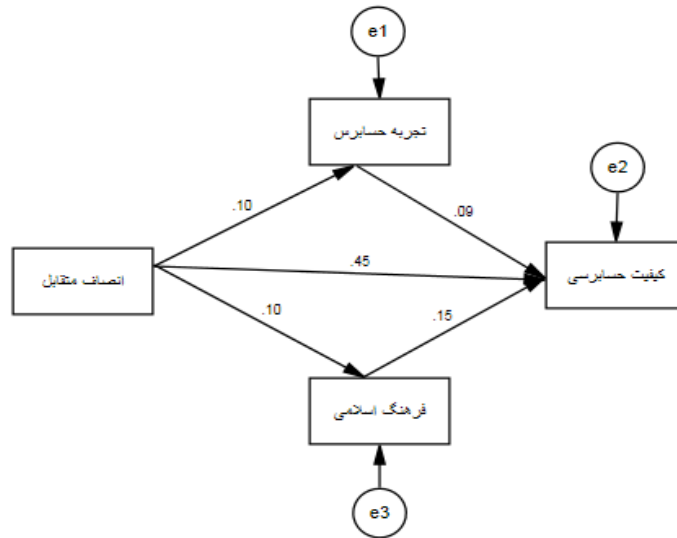 e1
تجربه حسابرس
e2
.10
.09
کیفیت حسابرسی
انصاف متقابل
.45
.10
.15
فرهنگ اسلامی
e3